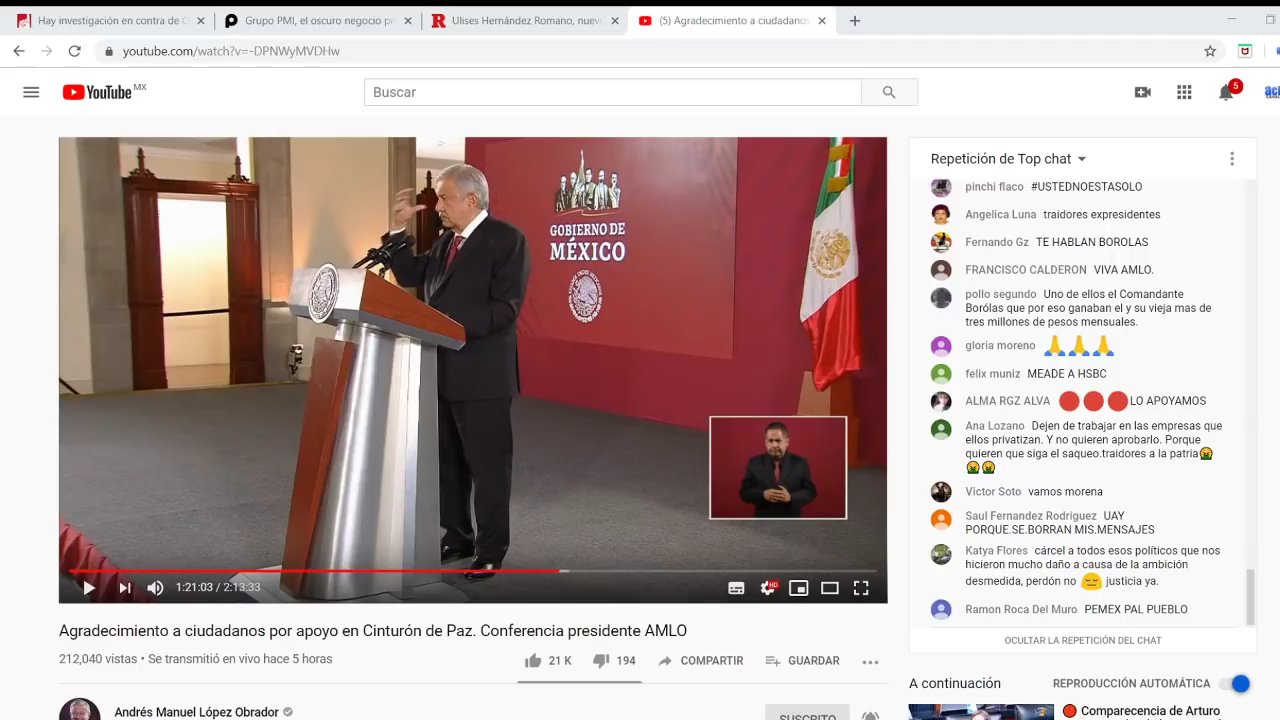 Hay investigación en contra de
Grupo PMI, el oscuro negocio pe
Ulises Hernández Romano, nuev
(5) Agradecimiento a ciudadanos
youtube.com/watch?v=-DPNWyMVDHw
YouTube MX
Buscar
5
GOBIERNO DE
MÉXICO
1:21:03 / 2:13:33
HD
Agradecimiento a ciudadanos por apoyo en Cinturón de Paz. Conferencia presidente AMLO
212,040 vistas • Se transmitió en vivo hace 5 horas
21 K
194
COMPARTIR
GUARDAR
Andrés Manuel López Obrador
SUSCRITO
Repetición de Top chat
pinchi flaco #USTEDNOESTASOLO
Angelica Luna traidores expresidentes
Fernando Gz TE HABLAN BOROLAS
FRANCISCO CALDERON VIVA AMLO.
pollo segundo Uno de ellos el Comandante
Borólas que por eso ganaban el y su vieja mas de
tres millones de pesos mensuales.
gloria moreno 🙏🙏🙏
felix muniz MEADE A HSBC
ALMA RGZ ALVA 🔴🔴🔴LO APOYAMOS
Ana Lozano Dejen de trabajar en las empresas que
ellos privatizan. Y no quieren aprobarlo. Porque
quieren que siga el saqueo.traidores a la patria🤮
🤮🤮
Victor Soto vamos morena
Saul Fernandez Rodriguez UAY
PORQUE.SE.BORRAN MIS.MENSAJES
Katya Flores cárcel a todos esos políticos que nos
hicieron mucho daño a causa de la ambición
desmedida, perdón no 😔 justicia ya.
Ramon Roca Del Muro PEMEX PAL PUEBLO
OCULTAR LA REPETICIÓN DEL CHAT
A continuación
REPRODUCCIÓN AUTOMÁTICA
🔴 Comparecencia de Arturo